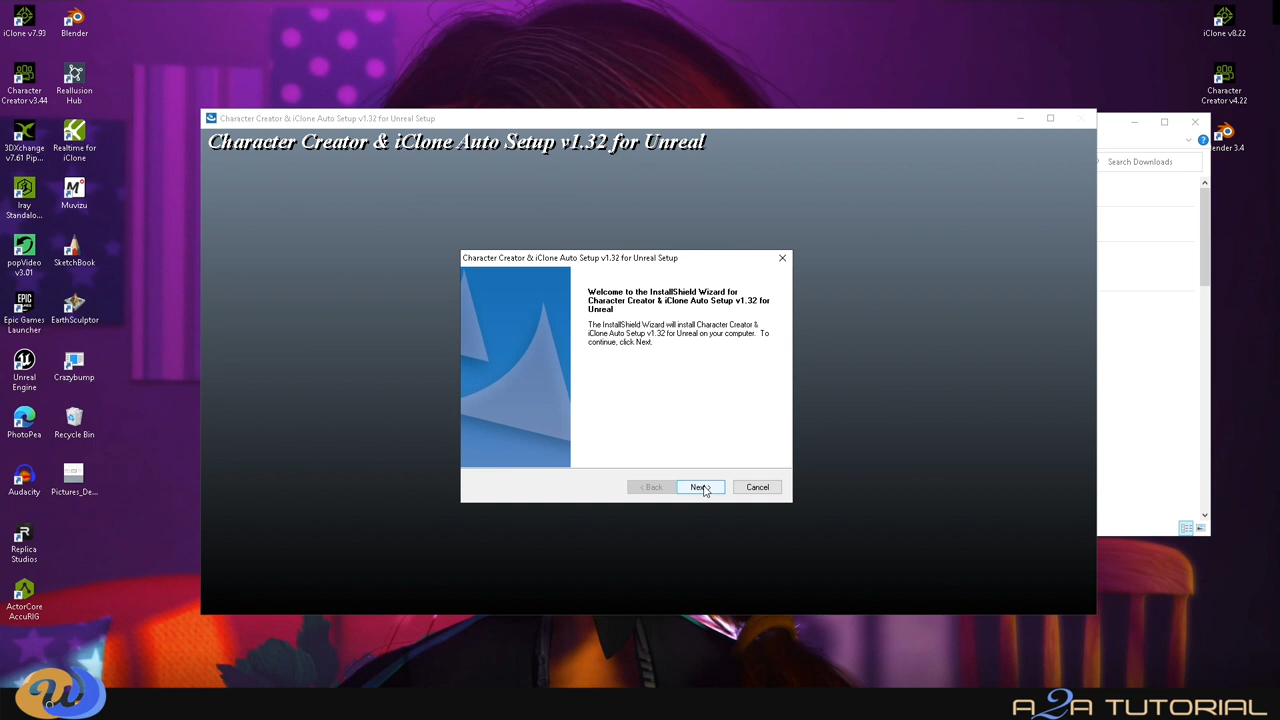 iClone v7.93
Blender
Character
Creator v3.44
Reallusion
Hub
3DXchange
v7.61 Pip...
Realtime for
iClone
Iray
Standalo...
Muvizu
popVideo
v3.01
SketchBook
Epic Games
Launcher
EarthSculptor
Unreal
Engine
Crazybump
PhotoPea
Recycle Bin
Audacity
Pictures_De...
Replica
Studios
ActorCore
AccuRIG
Character Creator & iClone Auto Setup v1.32 for Unreal Setup
Character Creator & iClone Auto Setup v1.32 for Unreal
Character Creator & iClone Auto Setup v1.32 for Unreal Setup
Welcome to the InstallShield Wizard for
Character Creator & iClone Auto Setup v1.32 for
Unreal
The InstallShield Wizard will install Character Creator &
iClone Auto Setup v1.32 for Unreal on your computer. To
continue, click Next.
< Back
Next >
Cancel
iClone v8.22
Character
Creator v4.22
ender 3.4
Search Downloads
A2A TUTORIAL